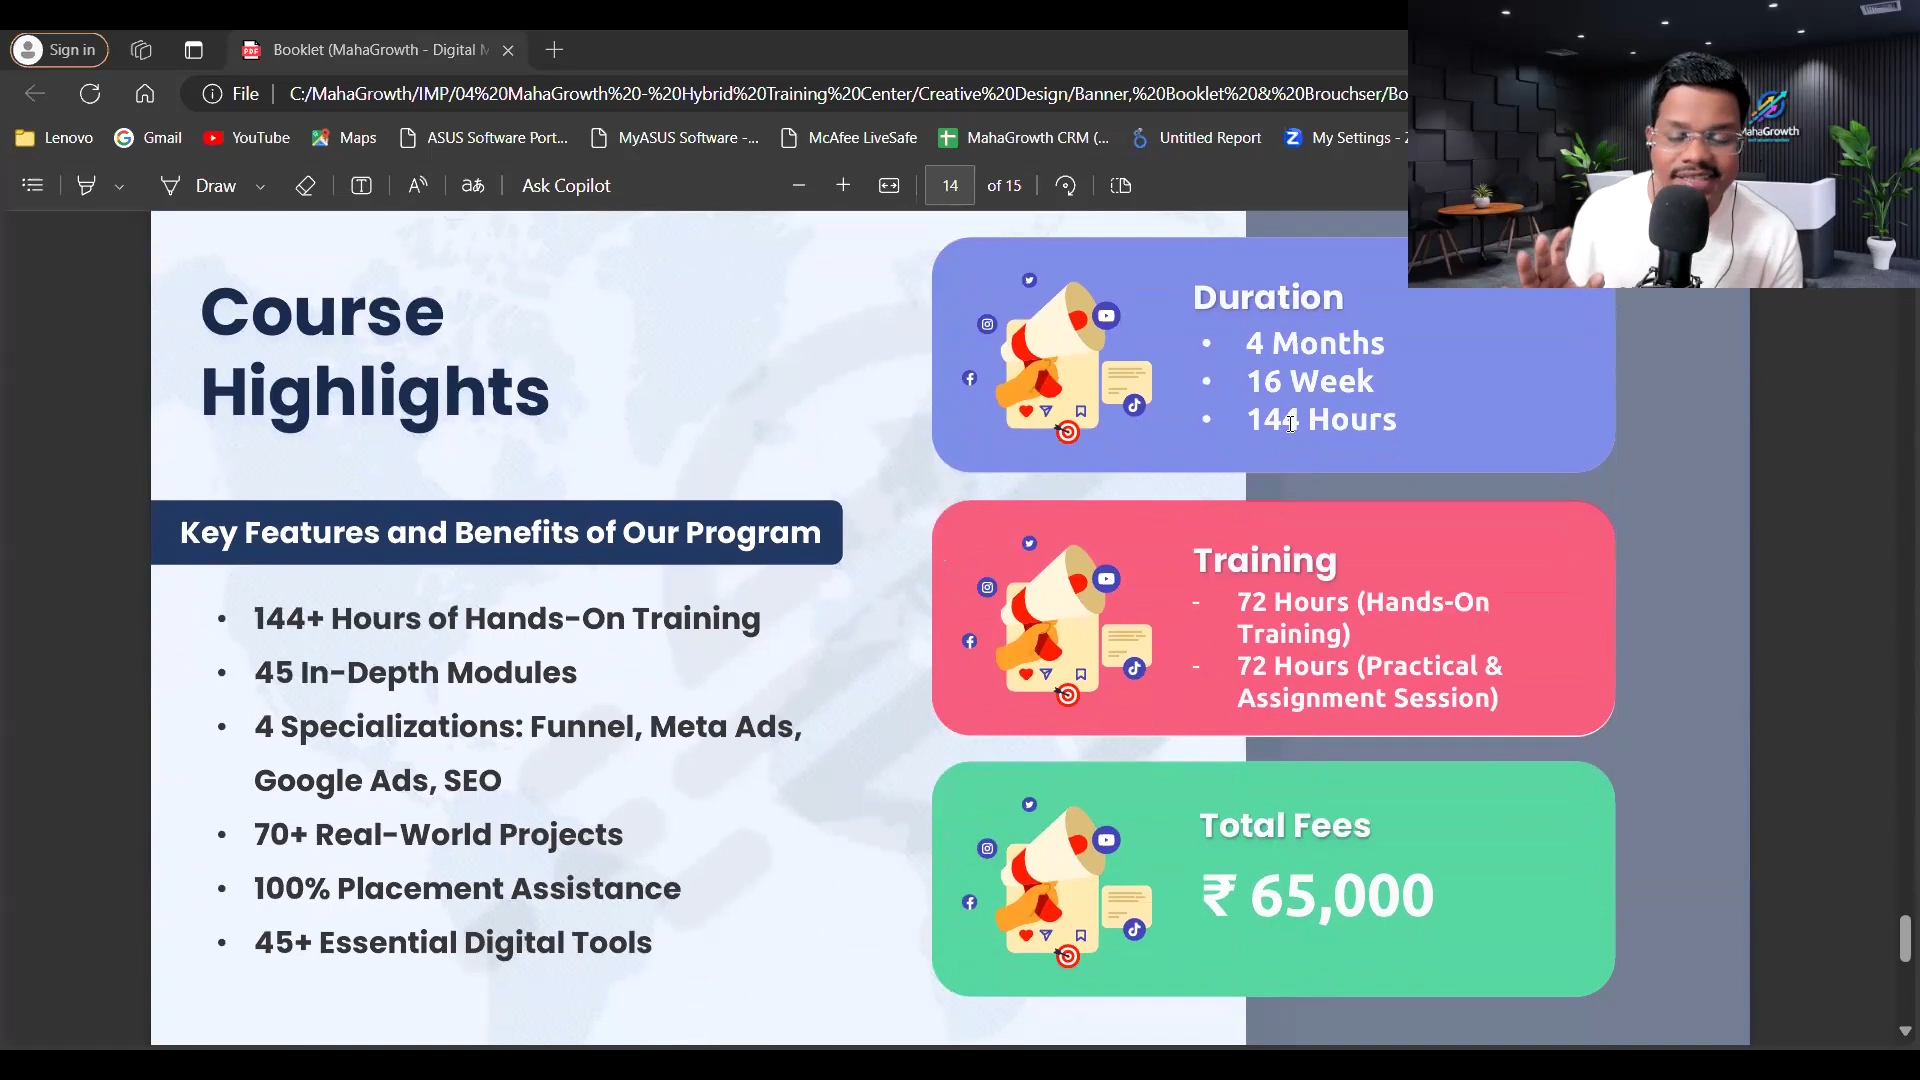 Sign in
Booklet (MahaGrowth - Digital M
File
C:/MahaGrowth/IMP/04%20MahaGrowth%20-%20Hybrid%20Training%20Center/Creative%20Design/Banner,%20Booklet%20&%20Brouchser/Bo
Lenovo
Gmail
YouTube
Maps
ASUS Software Port...
MyASUS Software -...
McAfee LiveSafe
MahaGrowth CRM (...
Untitled Report
My Settings - Z
Draw
aあ
Ask Copilot
14 of 15
MahaGrowth
Course
Highlights
Key Features and Benefits of Our Program
• 144+ Hours of Hands-On Training
• 45 In-Depth Modules
• 4 Specializations: Funnel, Meta Ads,
Google Ads, SEO
• 70+ Real-World Projects
• 100% Placement Assistance
• 45+ Essential Digital Tools
Duration
• 4 Months
• 16 Week
• 144 Hours
Training
- 72 Hours (Hands-On
Training)
- 72 Hours (Practical &
Assignment Session)
Total Fees
₹ 65,000